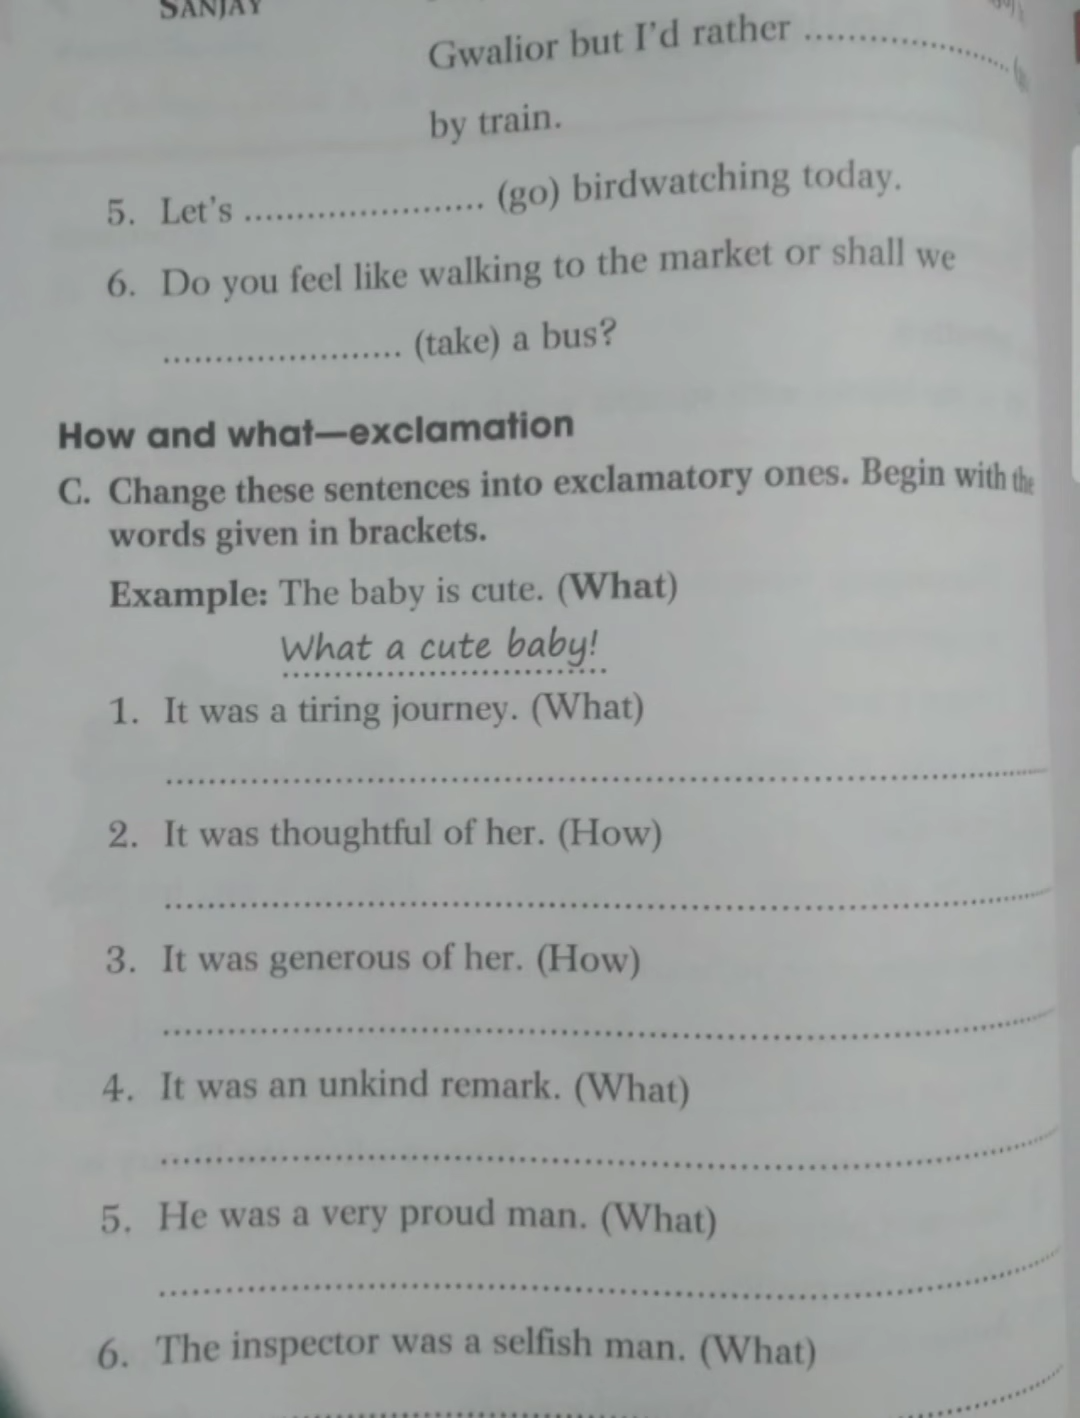 SANJAY
Gwalior but I'd rather ........................
by train.
5. Let's ........................ (go) birdwatching today.
6. Do you feel like walking to the market or shall we
........................ (take) a bus?
How and what—exclamation
C. Change these sentences into exclamatory ones. Begin with the
words given in brackets.
Example: The baby is cute. (What)
What a cute baby!
1. It was a tiring journey. (What)
2. It was thoughtful of her. (How)
3. It was generous of her. (How)
4. It was an unkind remark. (What)
5. He was a very proud man. (What)
6. The inspector was a selfish man. (What)